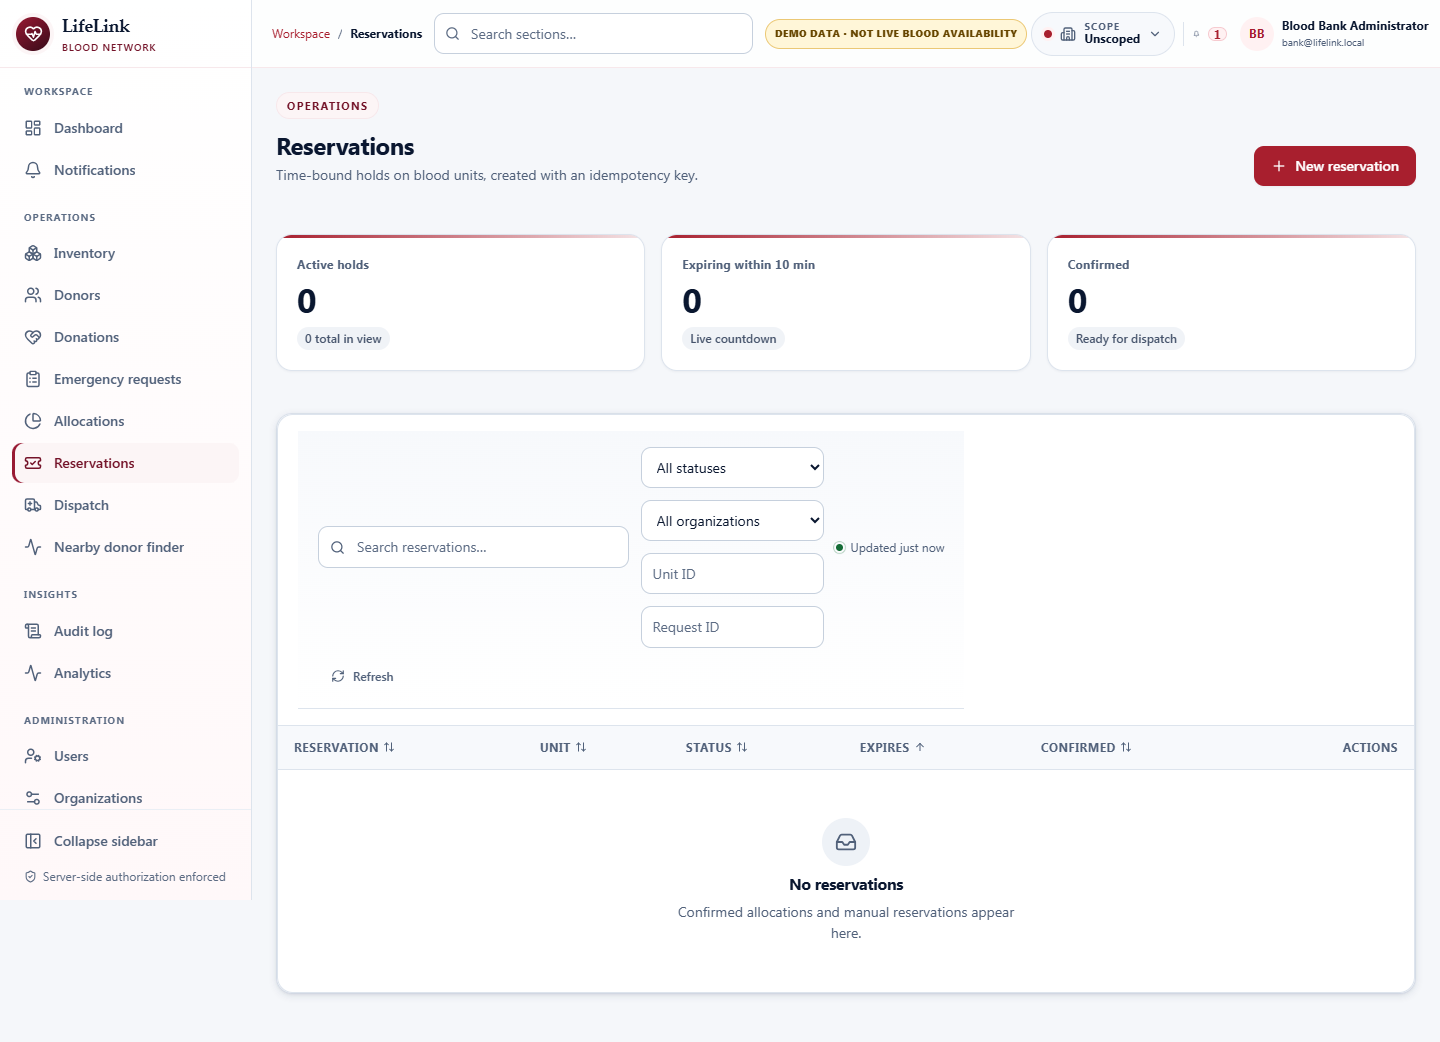 LifeLink
BLOOD NETWORK
Workspace / Reservations
Search sections...
DEMO DATA · NOT LIVE BLOOD AVAILABILITY
SCOPE
Unscoped
1
BB
Blood Bank Administrator
bank@lifelink.local
WORKSPACE
Dashboard
Notifications
OPERATIONS
Inventory
Donors
Donations
Emergency requests
Allocations
Reservations
Dispatch
Nearby donor finder
INSIGHTS
Audit log
Analytics
ADMINISTRATION
Users
Organizations
Collapse sidebar
Server-side authorization enforced
OPERATIONS
Reservations
Time-bound holds on blood units, created with an idempotency key.
New reservation
Active holds
0
0 total in view
Expiring within 10 min
0
Live countdown
Confirmed
0
Ready for dispatch
Search reservations...
All statuses
All organizations
Unit ID
Request ID
Updated just now
Refresh
RESERVATION UNIT STATUS EXPIRES CONFIRMED ACTIONS
No reservations
Confirmed allocations and manual reservations appear
here.